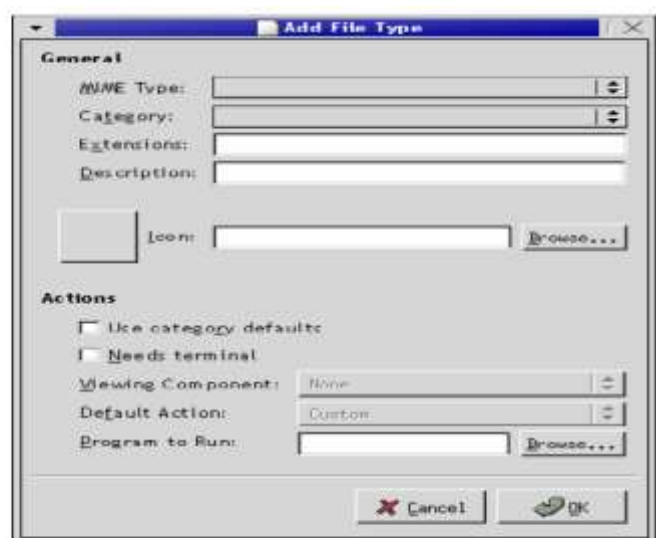 Add File Type
General
MIME Type:
Category:
Extensions:
Description:
Icon:
Browse...
Actions
Use category defaults
Needs terminal
Viewing Component: None
Default Action: Custom
Program to Run:
Browse...
Cancel
OK